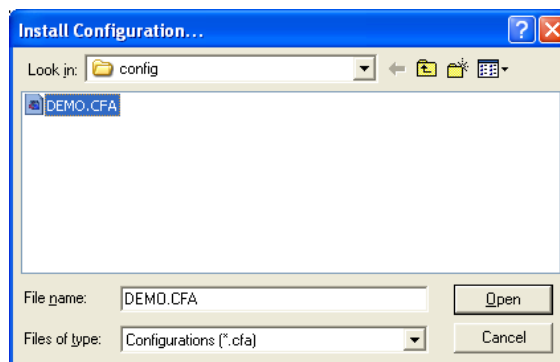 Install Configuration...
Look in: config
DEMO.CFA
File name: DEMO.CFA Open
Files of type: Configurations (*.cfa) Cancel